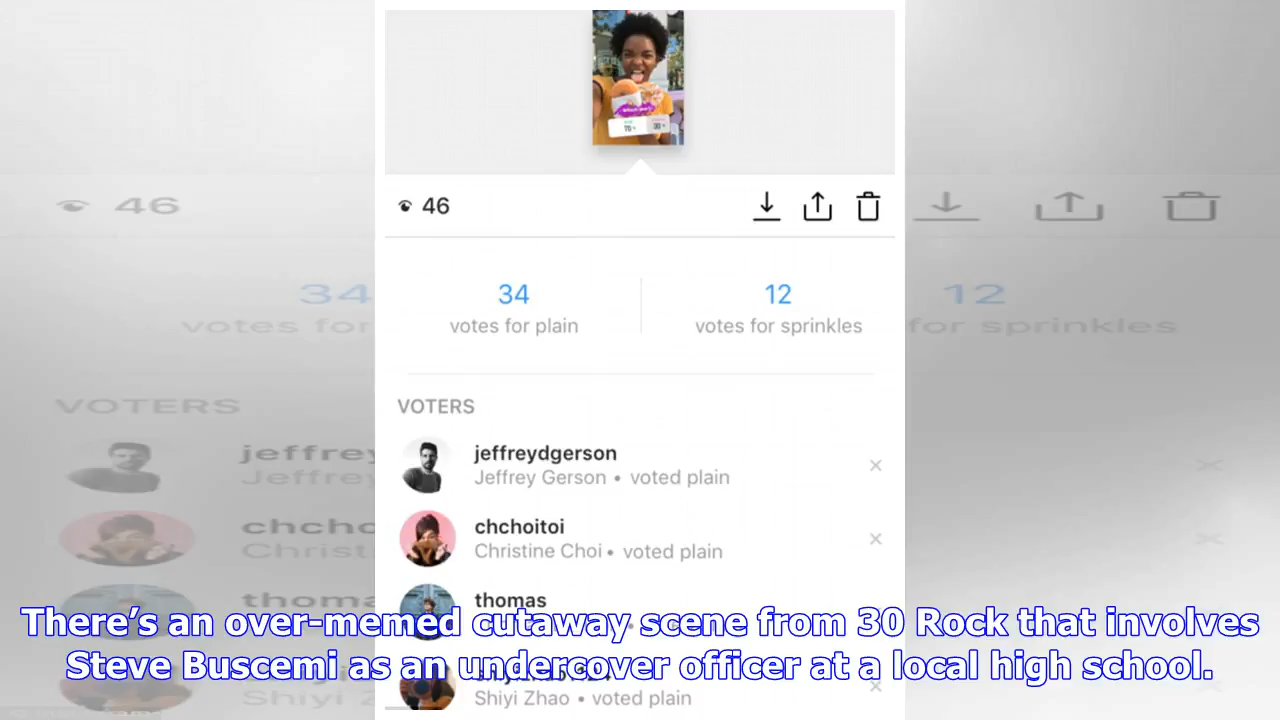 46
34
12
votes for plain
votes for sprinkles
VOTERS
jeffreydgerson
Jeffrey Gerson • voted plain
chchoitoi
Christine Choi • voted plain
thomas
There’s an over-memed cutaway scene from 30 Rock that involves
Steve Buscemi as an undercover officer at a local high school.
Shiyi Zhao • voted plain